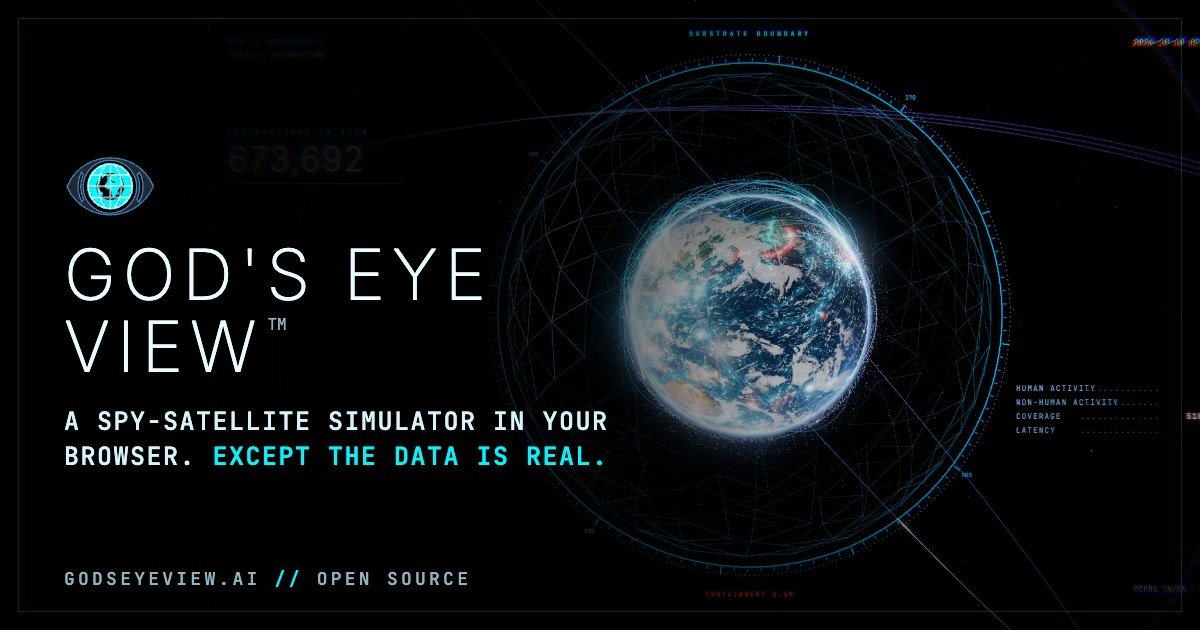 SUBSTRATE BOUNDARY
270
673,692
GOD'S EYE
VIEW™
A SPY-SATELLITE SIMULATOR IN YOUR
BROWSER. EXCEPT THE DATA IS REAL.
HUMAN ACTIVITY..........
NON-HUMAN ACTIVITY.......
COVERAGE ..............
LATENCY ..............
GODSEYEVIEW.AI // OPEN SOURCE